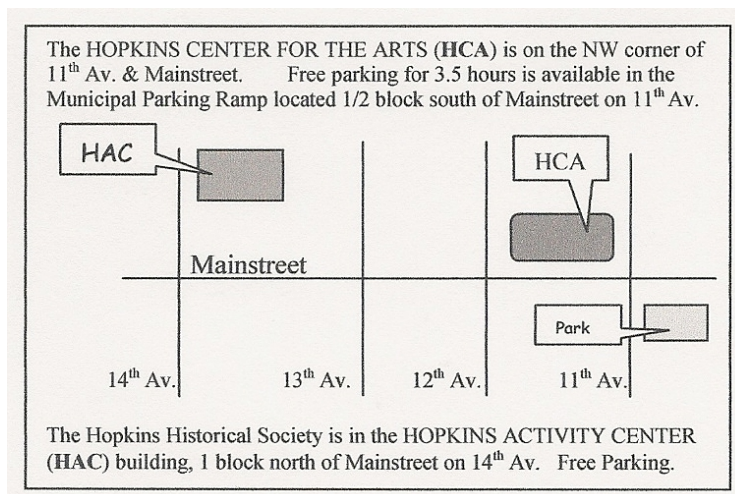 The HOPKINS CENTER FOR THE ARTS (HCA) is on the NW corner of
11th Av. & Mainstreet. Free parking for 3.5 hours is available in the
Municipal Parking Ramp located 1/2 block south of Mainstreet on 11th Av.
HAC
HCA
Mainstreet
Park
14th Av. 13th Av. 12th Av. 11th Av.
The Hopkins Historical Society is in the HOPKINS ACTIVITY CENTER
(HAC) building, 1 block north of Mainstreet on 14th Av. Free Parking.